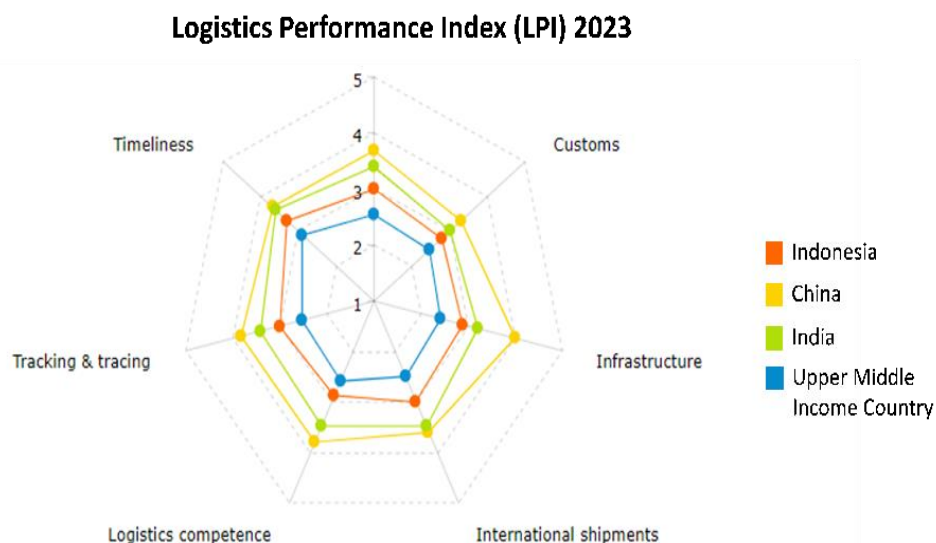 Logistics Performance Index (LPI) 2023
5
4
3
2
1
Timeliness
Customs
Tracking & tracing
Infrastructure
Logistics competence
International shipments
Indonesia
China
India
Upper Middle
Income Country